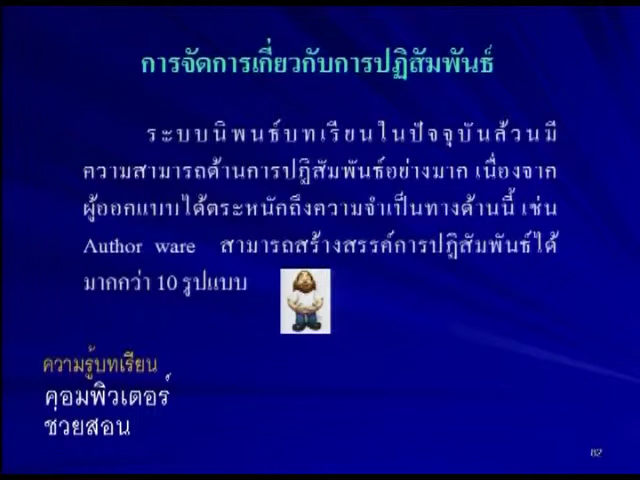 การจัดการเกี่ยวกับการปฏิสัมพันธ์
ระบบนิพนธ์บทเรียนในปัจจุบันล้วนมี
ความสามารถด้านการปฏิสัมพันธ์อย่างมาก เนื่องจาก
ผู้ออกแบบได้ตระหนักถึงความจำเป็นทางด้านนี้ เช่น
Author ware สามารถสร้างสรรค์การปฏิสัมพันธ์ได้
มากกว่า 10 รูปแบบ
ความรู้บทเรียน
คอมพิวเตอร์
ช่วยสอน
82